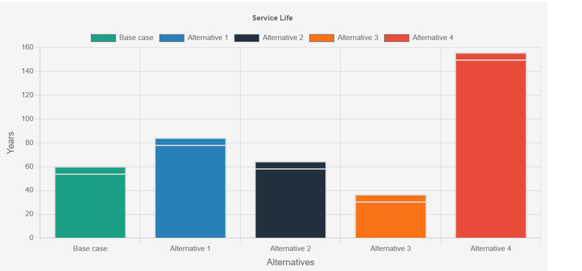 Service Life
Base case Alternative 1 Alternative 2 Alternative 3 Alternative 4
160
140
120
100
80
60
40
20
0
Years
Base case Alternative 1 Alternative 2 Alternative 3 Alternative 4
Alternatives